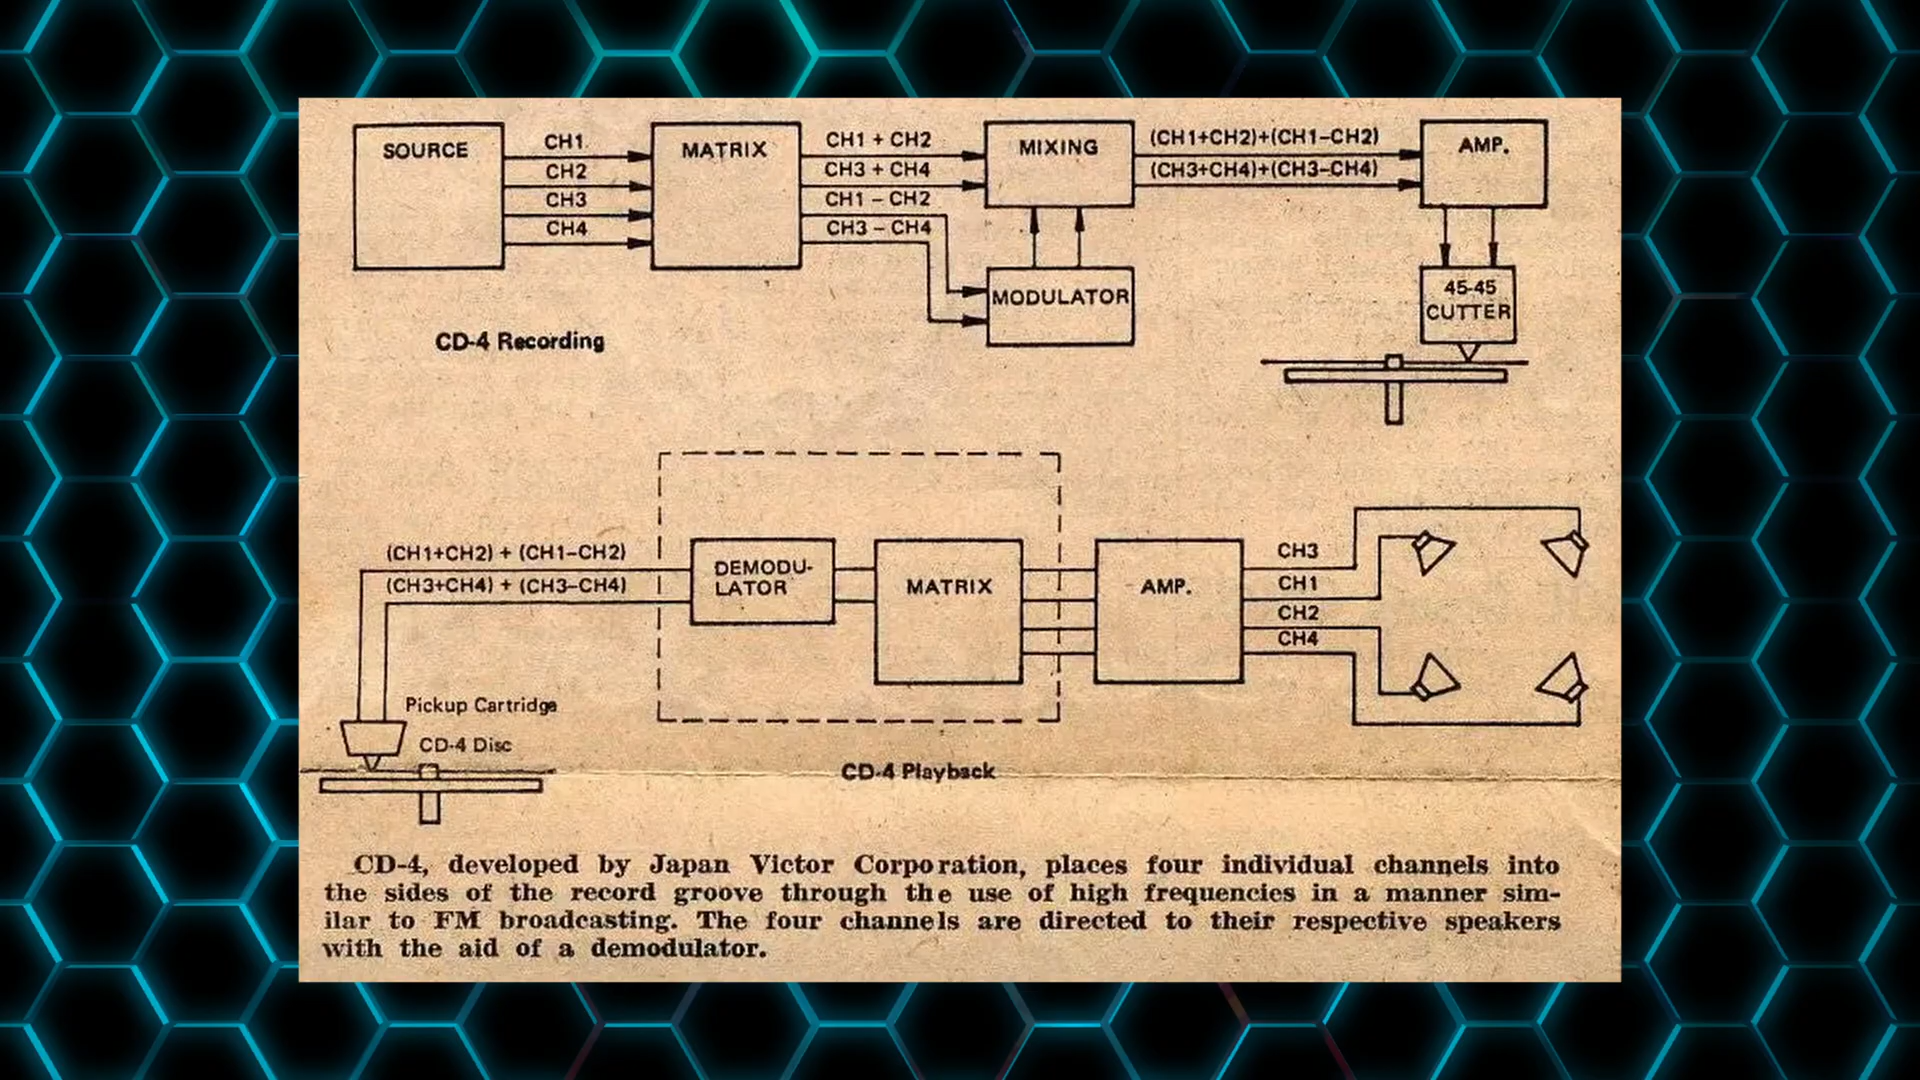 SOURCE
CH1
CH2
CH3
CH4
MATRIX
CH1 + CH2
CH3 + CH4
CH1 – CH2
CH3 – CH4
MIXING
MODULATOR
(CH1+CH2)+(CH1–CH2)
(CH3+CH4)+(CH3–CH4)
AMP.
45-45
CUTTER
CD-4 Recording
(CH1+CH2) + (CH1–CH2)
(CH3+CH4) + (CH3–CH4)
DEMODU-
LATOR
MATRIX
AMP.
CH3
CH1
CH2
CH4
Pickup Cartridge
CD-4 Disc
CD-4 Playback
CD-4, developed by Japan Victor Corporation, places four individual channels into
the sides of the record groove through the use of high frequencies in a manner sim-
ilar to FM broadcasting. The four channels are directed to their respective speakers
with the aid of a demodulator.